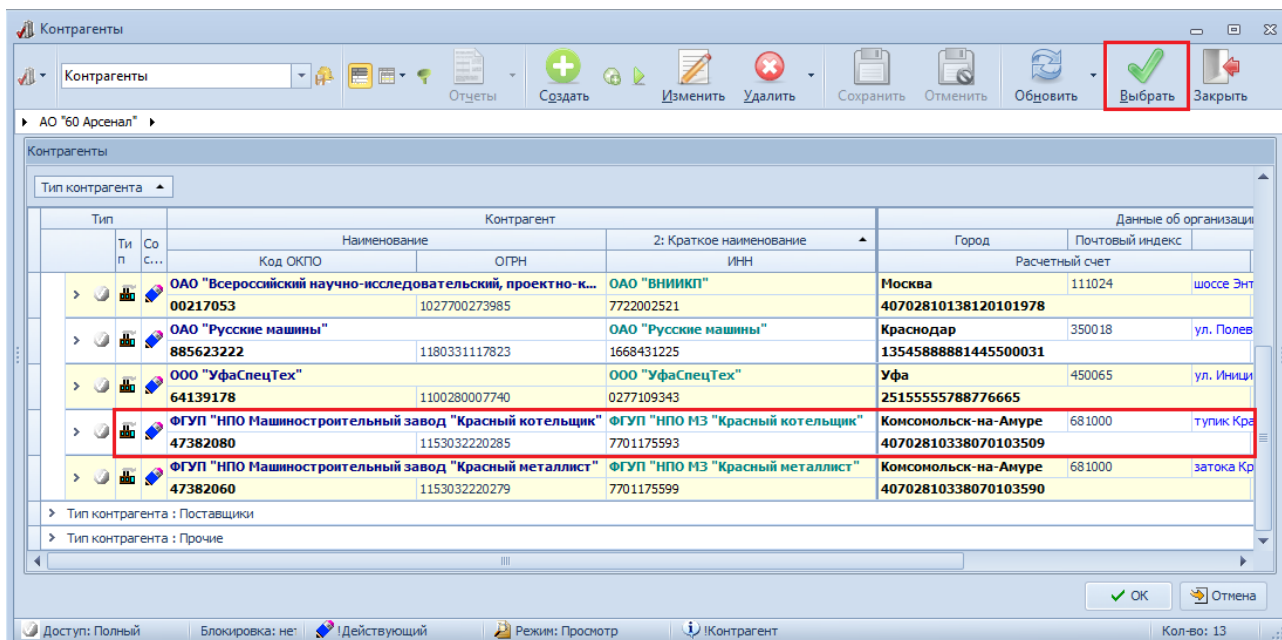 Контрагенты
Контрагенты
Отчеты
Создать
Изменить
Удалить
Сохранить
Отменить
Обновить
Выбрать
Закрыть
АО "60 Арсенал"
Контрагенты
Тип контрагента
Тип Контрагент Данные об организаци
Ти п Со с... Наименование 2: Краткое наименование Город Почтовый индекс
Код ОКПО ОГРН ИНН Расчетный счет
ОАО "Всероссийский научно-исследовательский, проектно-к... ОАО "ВНИИКП" Москва 111024 шоссе Энт
00217053 1027700273985 7722002521 40702810138120101978
ОАО "Русские машины" ОАО "Русские машины" Краснодар 350018 ул. Полев
885623222 1180331117823 1668431225 13545888881445500031
ООО "УфаСпецТех" ООО "УфаСпецТех" Уфа 450065 ул. Иници
64139178 1100280007740 0277109343 25155555788776665
ФГУП "НПО Машиностроительный завод "Красный котельщик" ФГУП "НПО МЗ "Красный котельщик" Комсомольск-на-Амуре 681000 тупик Кра
47382080 1153032220285 7701175593 40702810338070103509
ФГУП "НПО Машиностроительный завод "Красный металлист" ФГУП "НПО МЗ "Красный металлист" Комсомольск-на-Амуре 681000 затока Кр
47382060 1153032220279 7701175599 40702810338070103590
Тип контрагента : Поставщики
Тип контрагента : Прочие
ОК
Отмена
Доступ: Полный Блокировка: нет !Действующий Режим: Просмотр !Контрагент Кол-во: 13